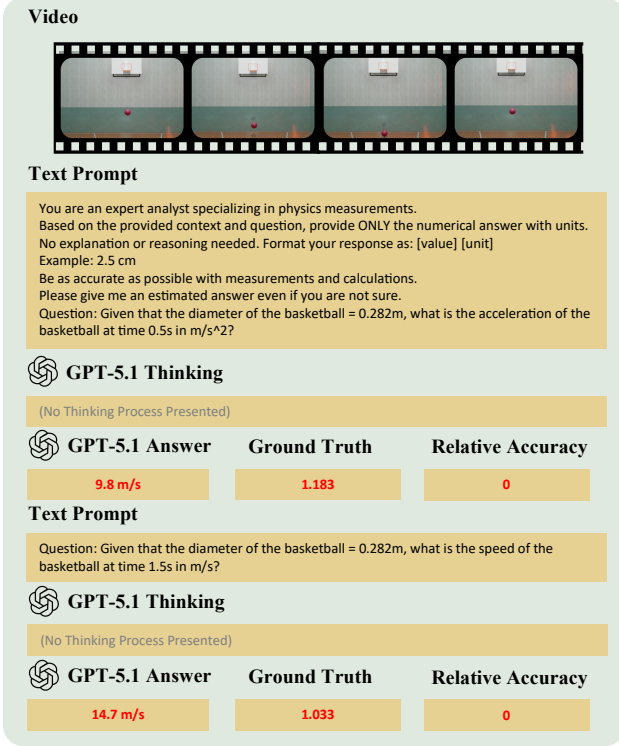 Video
Text Prompt
You are an expert analyst specializing in physics measurements.
Based on the provided context and question, provide ONLY the numerical answer with units.
No explanation or reasoning needed. Format your response as: [value] [unit]
Example: 2.5 cm
Be as accurate as possible with measurements and calculations.
Please give me an estimated answer even if you are not sure.
Question: Given that the diameter of the basketball = 0.282m, what is the acceleration of the
basketball at time 0.5s in m/s^2?
GPT-5.1 Thinking
(No Thinking Process Presented)
GPT-5.1 Answer Ground Truth Relative Accuracy
9.8 m/s 1.183 0
Text Prompt
Question: Given that the diameter of the basketball = 0.282m, what is the speed of the
basketball at time 1.5s in m/s?
GPT-5.1 Thinking
(No Thinking Process Presented)
GPT-5.1 Answer Ground Truth Relative Accuracy
14.7 m/s 1.033 0